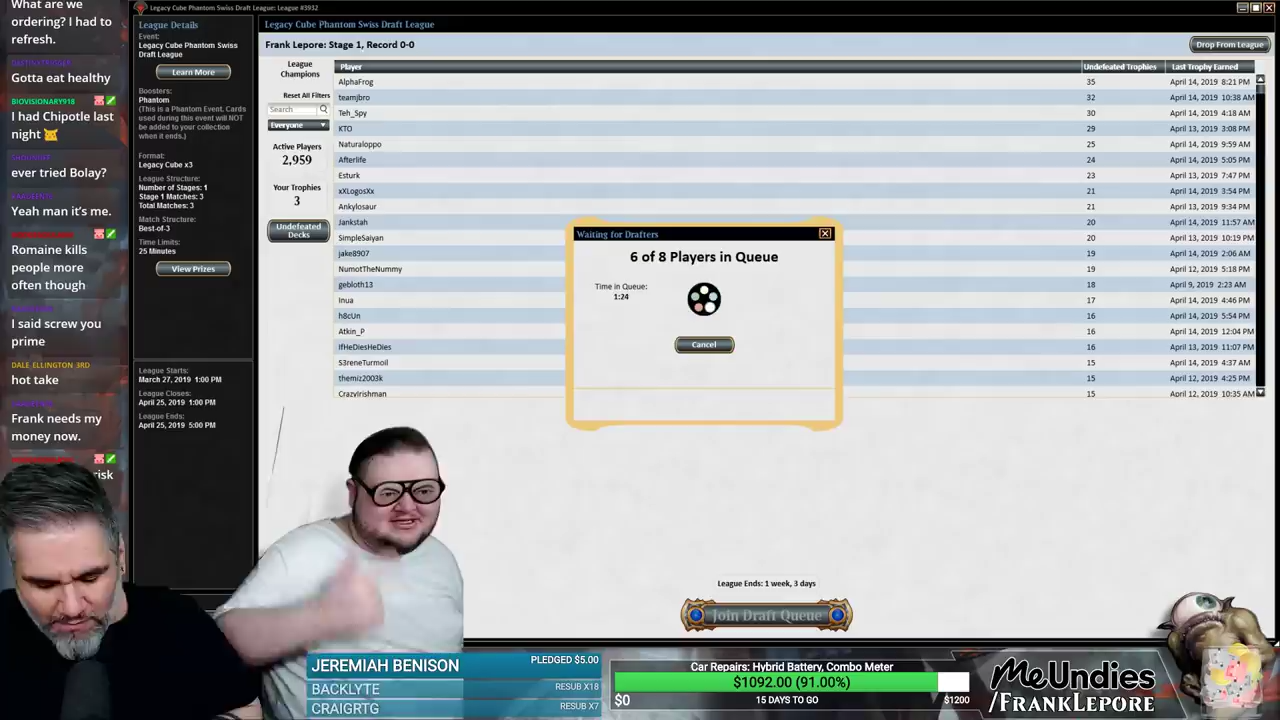 What are we
ordering? I had to
refresh.
Gotta eat healthy
BIOVISIONARY918
I had Chipotle last
night
ever tried Bolay?
Yeah man it's me.
Romaine kills
people more
often though
I said screw you
prime
DALE_ELLINGTON 3RD
hot take
Frank needs my
money now.
risk
Legacy Cube Phantom Swiss Draft League: League #3932
League Details
Event:
Legacy Cube Phantom Swiss
Draft League
Learn More
Boosters:
Phantom
(This is a Phantom Event. Cards
used during this event will NOT
be added to your collection
when it ends.)
Format:
Legacy Cube x3
League Structure:
Number of Stages: 1
Stage 1 Matches: 3
Total Matches: 3
Match Structure:
Best-of-3
Time Limits:
25 Minutes
View Prizes
League Starts:
March 27, 2019 1:00 PM
League Closes:
April 25, 2019 1:00 PM
League Ends:
April 25, 2019 5:00 PM
Legacy Cube Phantom Swiss Draft League
Frank Lepore: Stage 1, Record 0-0
Drop From League
League
Champions
Reset All Filters
Search
Everyone
Active Players
2,959
Your Trophies
3
Undefeated
Decks
Player Undefeated Trophies Last Trophy Earned
AlphaFrog 35 April 14, 2019 8:21 PM
teamjbro 32 April 14, 2019 10:38 AM
Teh_Spy 30 April 14, 2019 4:18 AM
KTO 29 April 13, 2019 3:08 PM
Naturaloppo 25 April 14, 2019 9:59 AM
Afterlife 24 April 14, 2019 5:05 PM
Esturk 23 April 13, 2019 7:47 PM
xXLogosXx 21 April 14, 2019 3:54 PM
Ankylosaur 21 April 13, 2019 9:34 PM
Jankstah 20 April 14, 2019 11:57 AM
SimpleSaiyan 20 April 13, 2019 10:19 PM
jake8907 19 April 14, 2019 2:06 AM
NumotTheNummy 19 April 12, 2019 5:18 PM
gebloth13 18 April 9, 2019 2:23 AM
Inua 17 April 14, 2019 4:46 PM
h8cUn 16 April 14, 2019 5:54 PM
Atkin_P 16 April 14, 2019 12:04 PM
IfHeDiesHeDies 16 April 13, 2019 11:07 PM
S3reneTurmoil 15 April 14, 2019 4:37 AM
themiz2003k 15 April 12, 2019 4:25 PM
CrazyIrishman 15 April 12, 2019 10:35 AM
Waiting for Drafters
6 of 8 Players in Queue
Time in Queue:
1:24
Cancel
League Ends: 1 week, 3 days
Join Draft Queue
JEREMIAH BENISON PLEDGED $5.00
BACKLYTE RESUB X18
CRAIGRTG RESUB X7
Car Repairs: Hybrid Battery, Combo Meter
$1092.00 (91.00%)
$0 15 DAYS TO GO $1200
MeUndies
/FRANKLEPORE